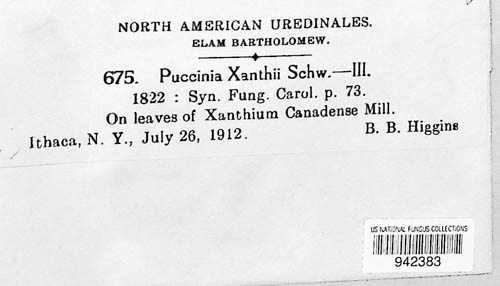 NORTH AMERICAN UREDINALES.
ELAM BARTHOLOMEW.
675. Puccinia Xanthii Schw.—III.
1822 : Syn. Fung. Carol. p. 73.
On leaves of Xanthium Canadense Mill.
Ithaca, N. Y., July 26, 1912. B. B. Higgins
US NATIONAL FUNGUS COLLECTIONS
942383